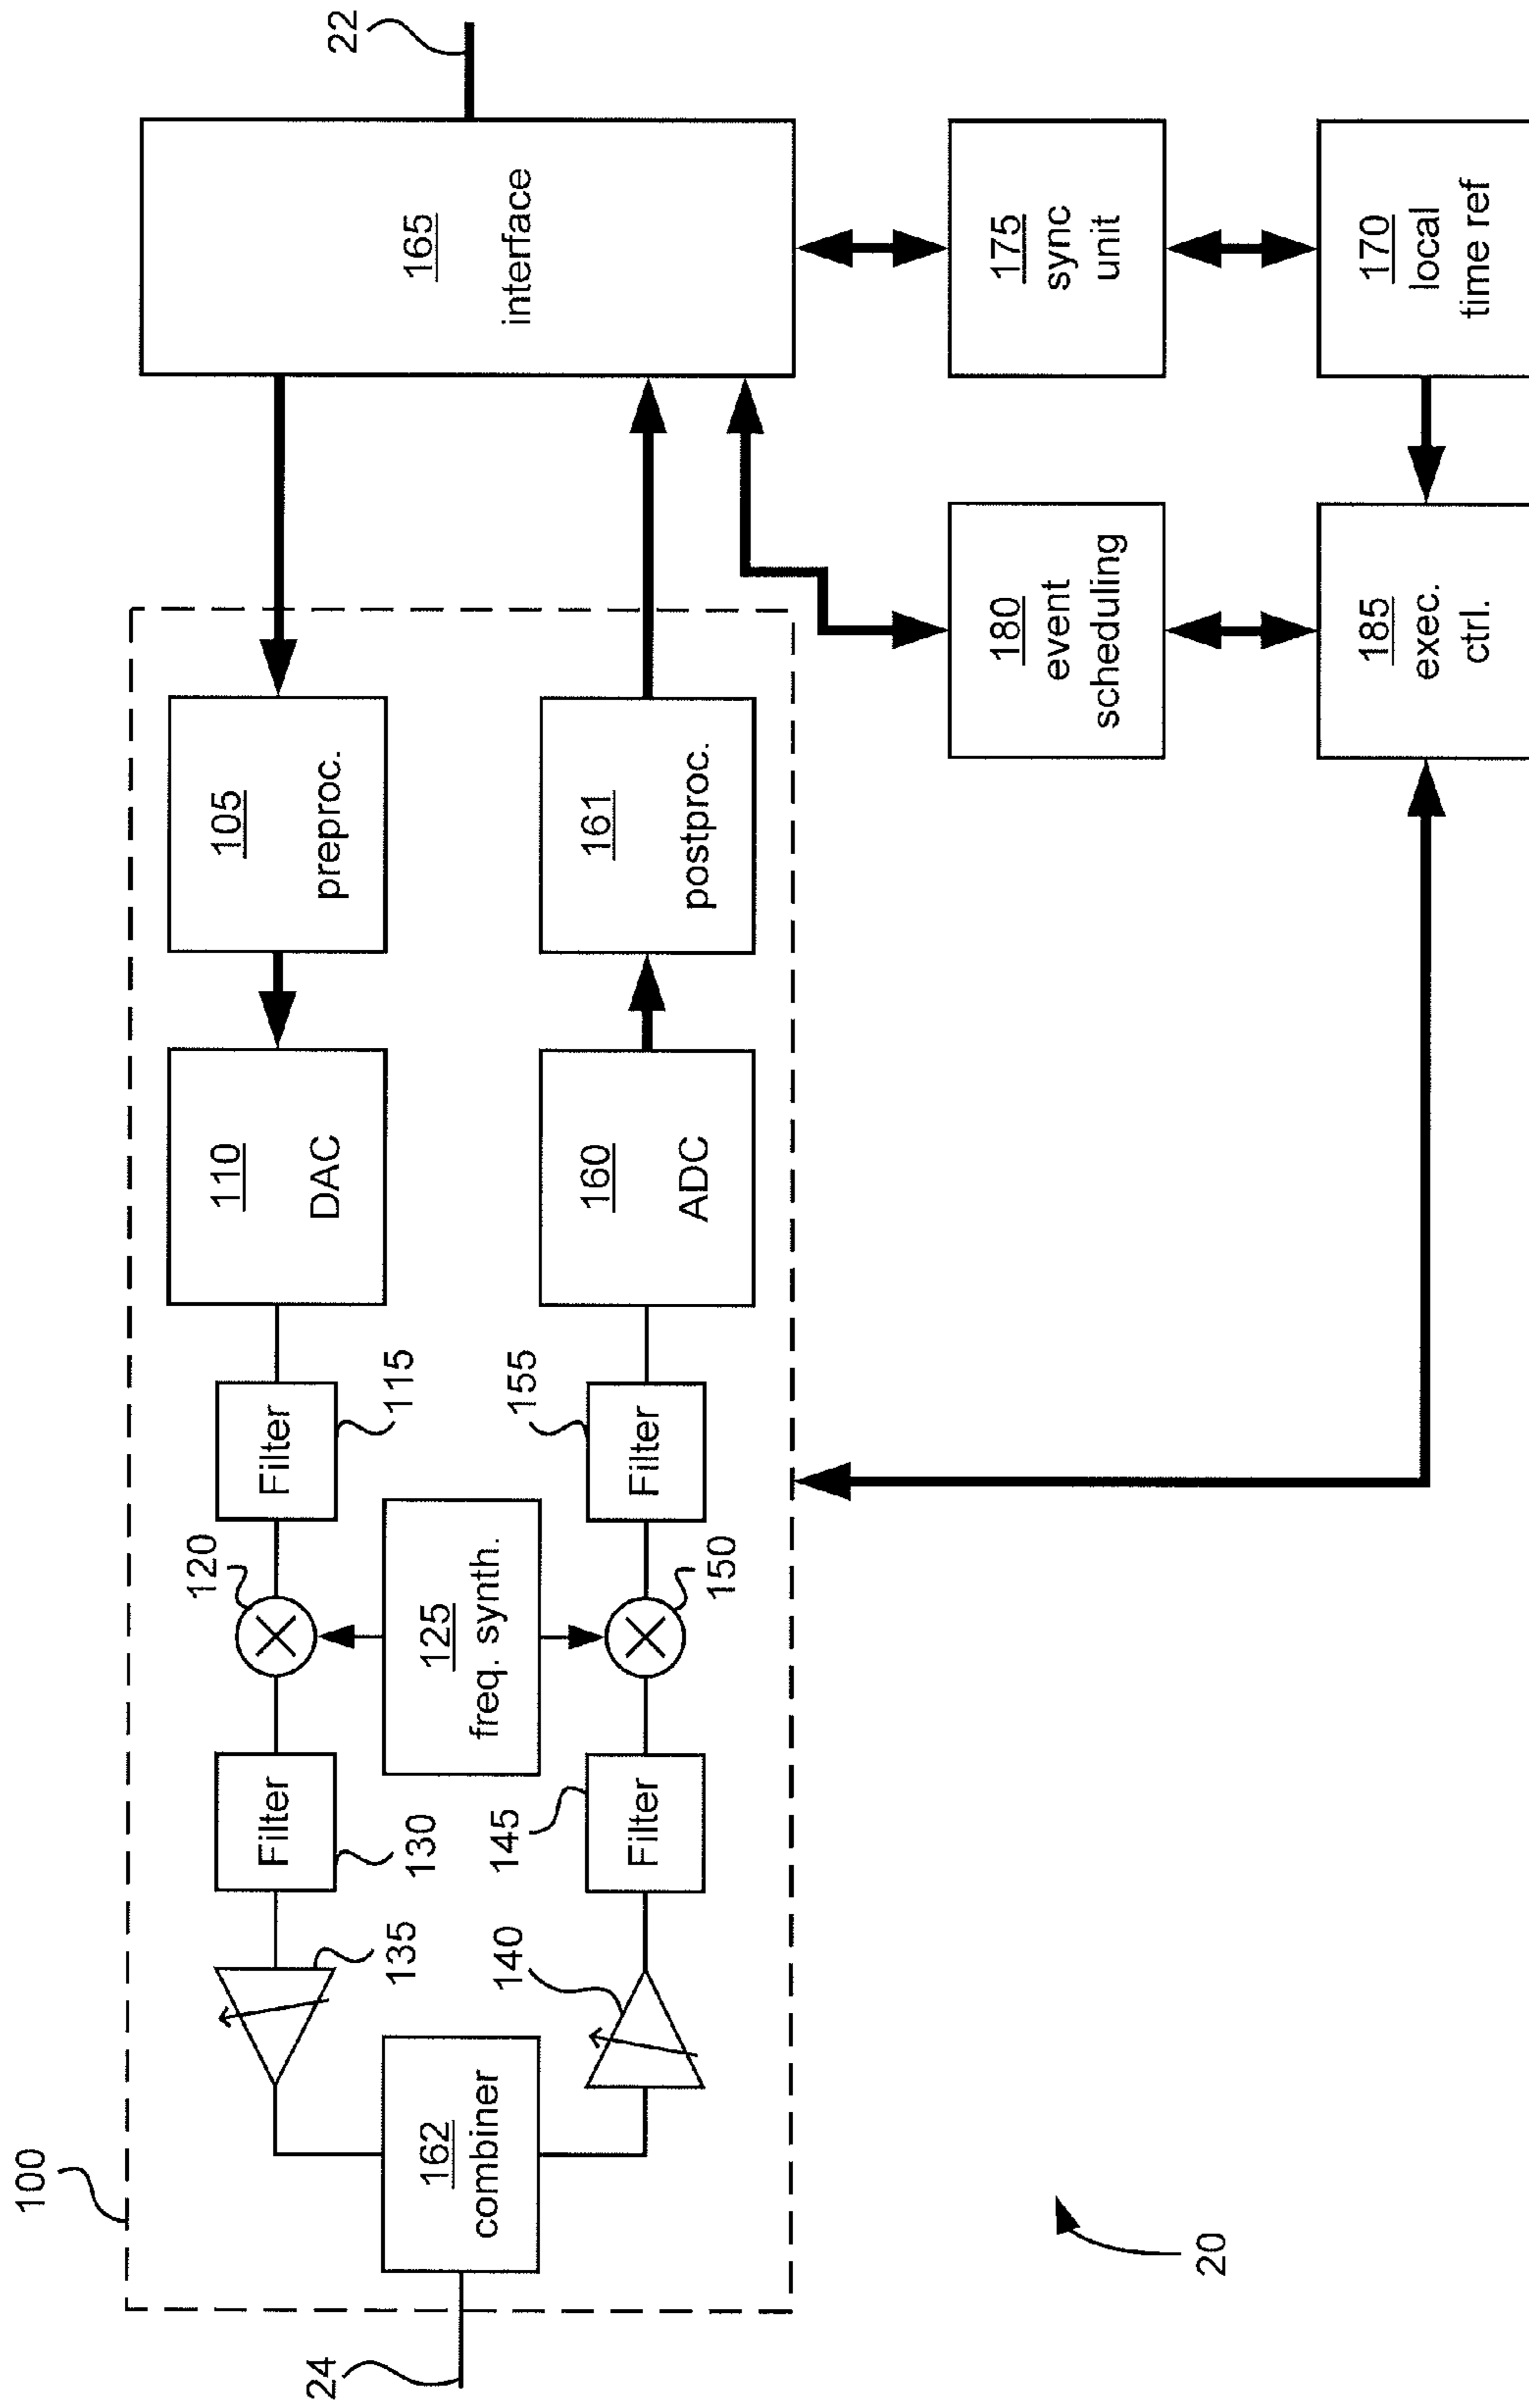 100
24
162
combiner
135
140
Filter
130
145
Filter
120
125
freq. synth.
150
Filter
115
155
Filter
110
DAC
160
ADC
105
preproc.
161
postproc.
165
interface
22
180
event
scheduling
175
sync
unit
185
exec.
ctrl.
170
local
time ref
20